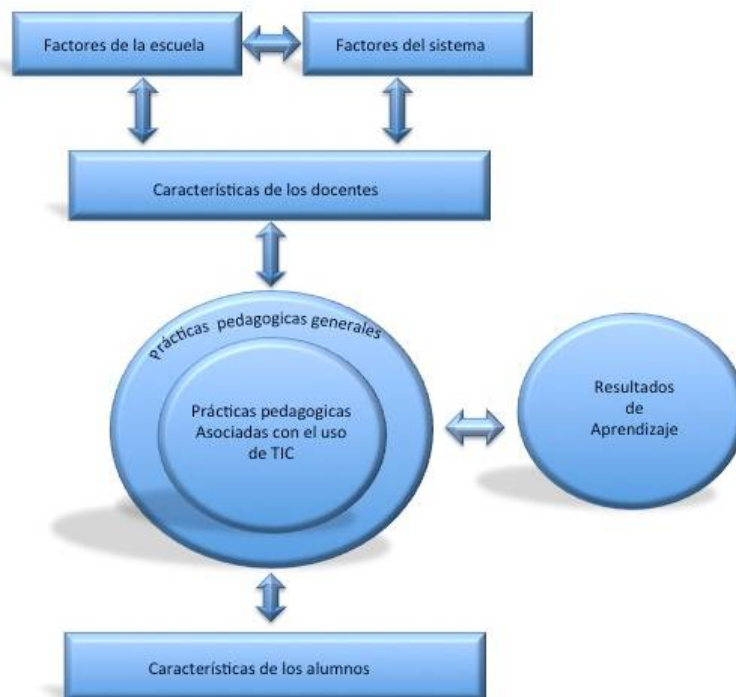 Factores de la escuela
Factores del sistema
Características de los docentes
Prácticas pedagogicas generales
Prácticas pedagogicas
Asociadas con el uso
de TIC
Resultados
de
Aprendizaje
Características de los alumnos